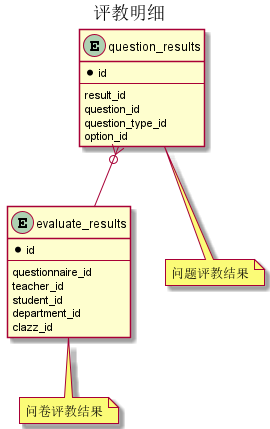 评教明细
E question_results
id
result_id
question_id
question_type_id
option_id
E evaluate_results
id
questionnaire_id
teacher_id
student_id
department_id
clazz_id
问题评教结果
问卷评教结果